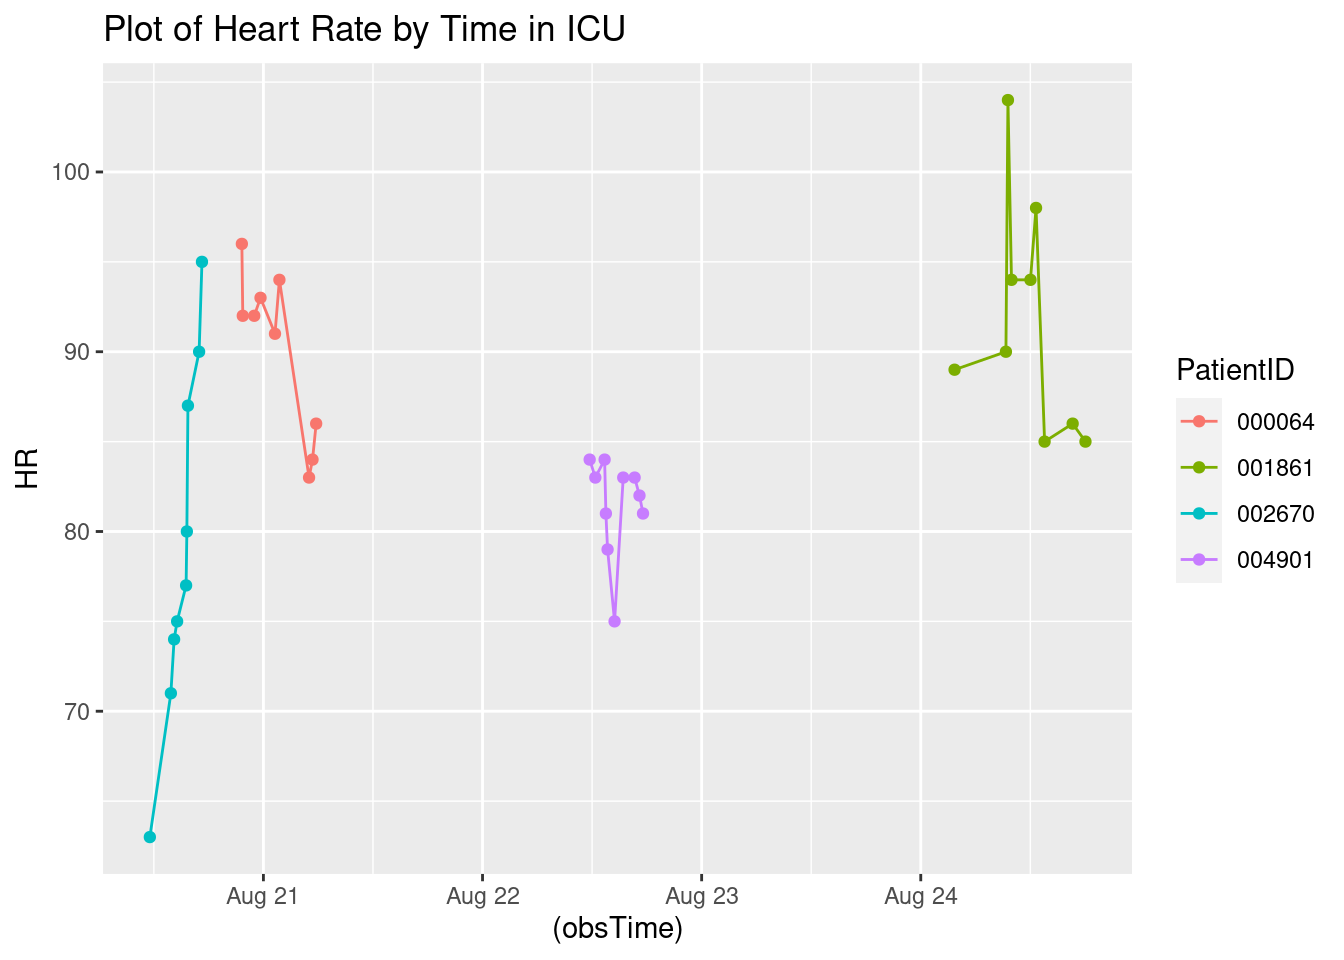 Plot of Heart Rate by Time in ICU
100
90
80
70
HR
Aug 21
Aug 22
Aug 23
Aug 24
(obsTime)
PatientID
000064
001861
002670
004901